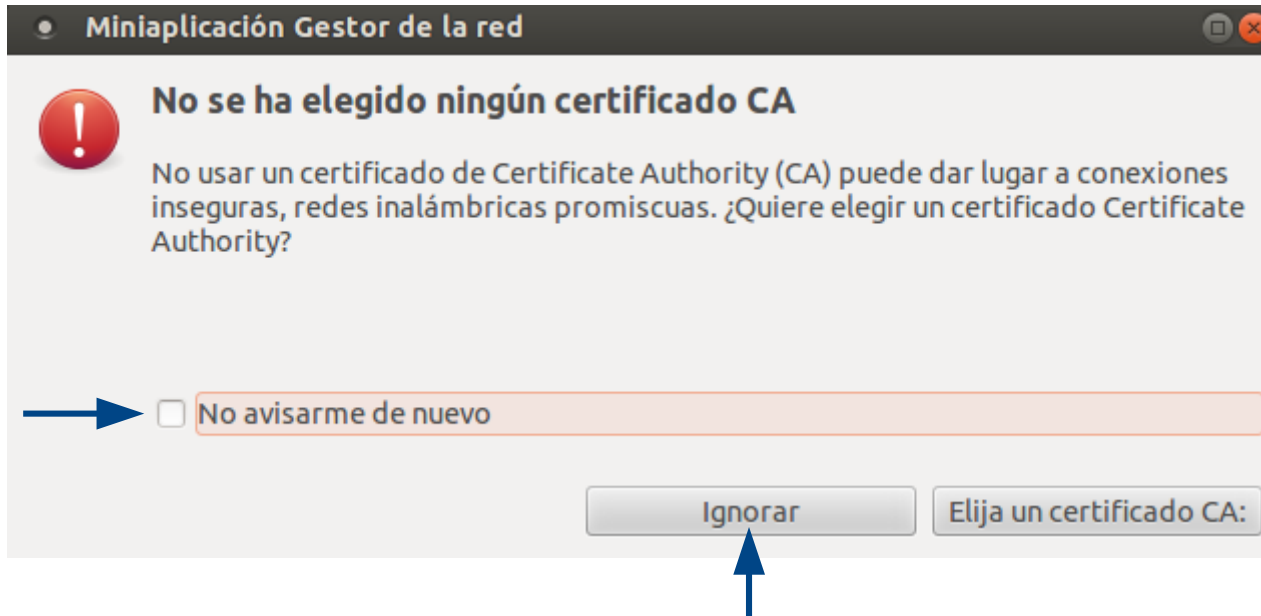 Miniaplicación Gestor de la red
No se ha elegido ningún certificado CA
No usar un certificado de Certificate Authority (CA) puede dar lugar a conexiones
inseguras, redes inalámbricas promiscuas. ¿Quiere elegir un certificado Certificate
Authority?
No avisarme de nuevo
Ignorar
Elija un certificado CA: